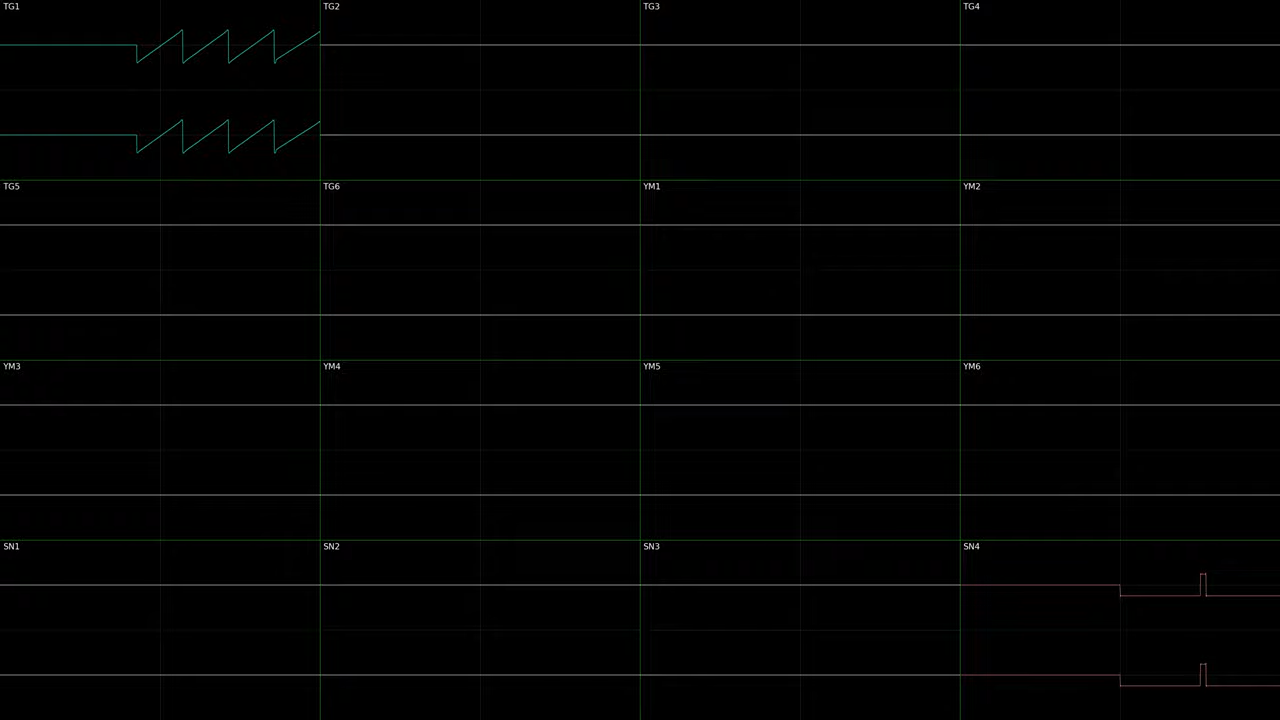 TG1 TG2 TG3 TG4
TG5 TG6 YM1 YM2
YM3 YM4 YM5 YM6
SN1 SN2 SN3 SN4